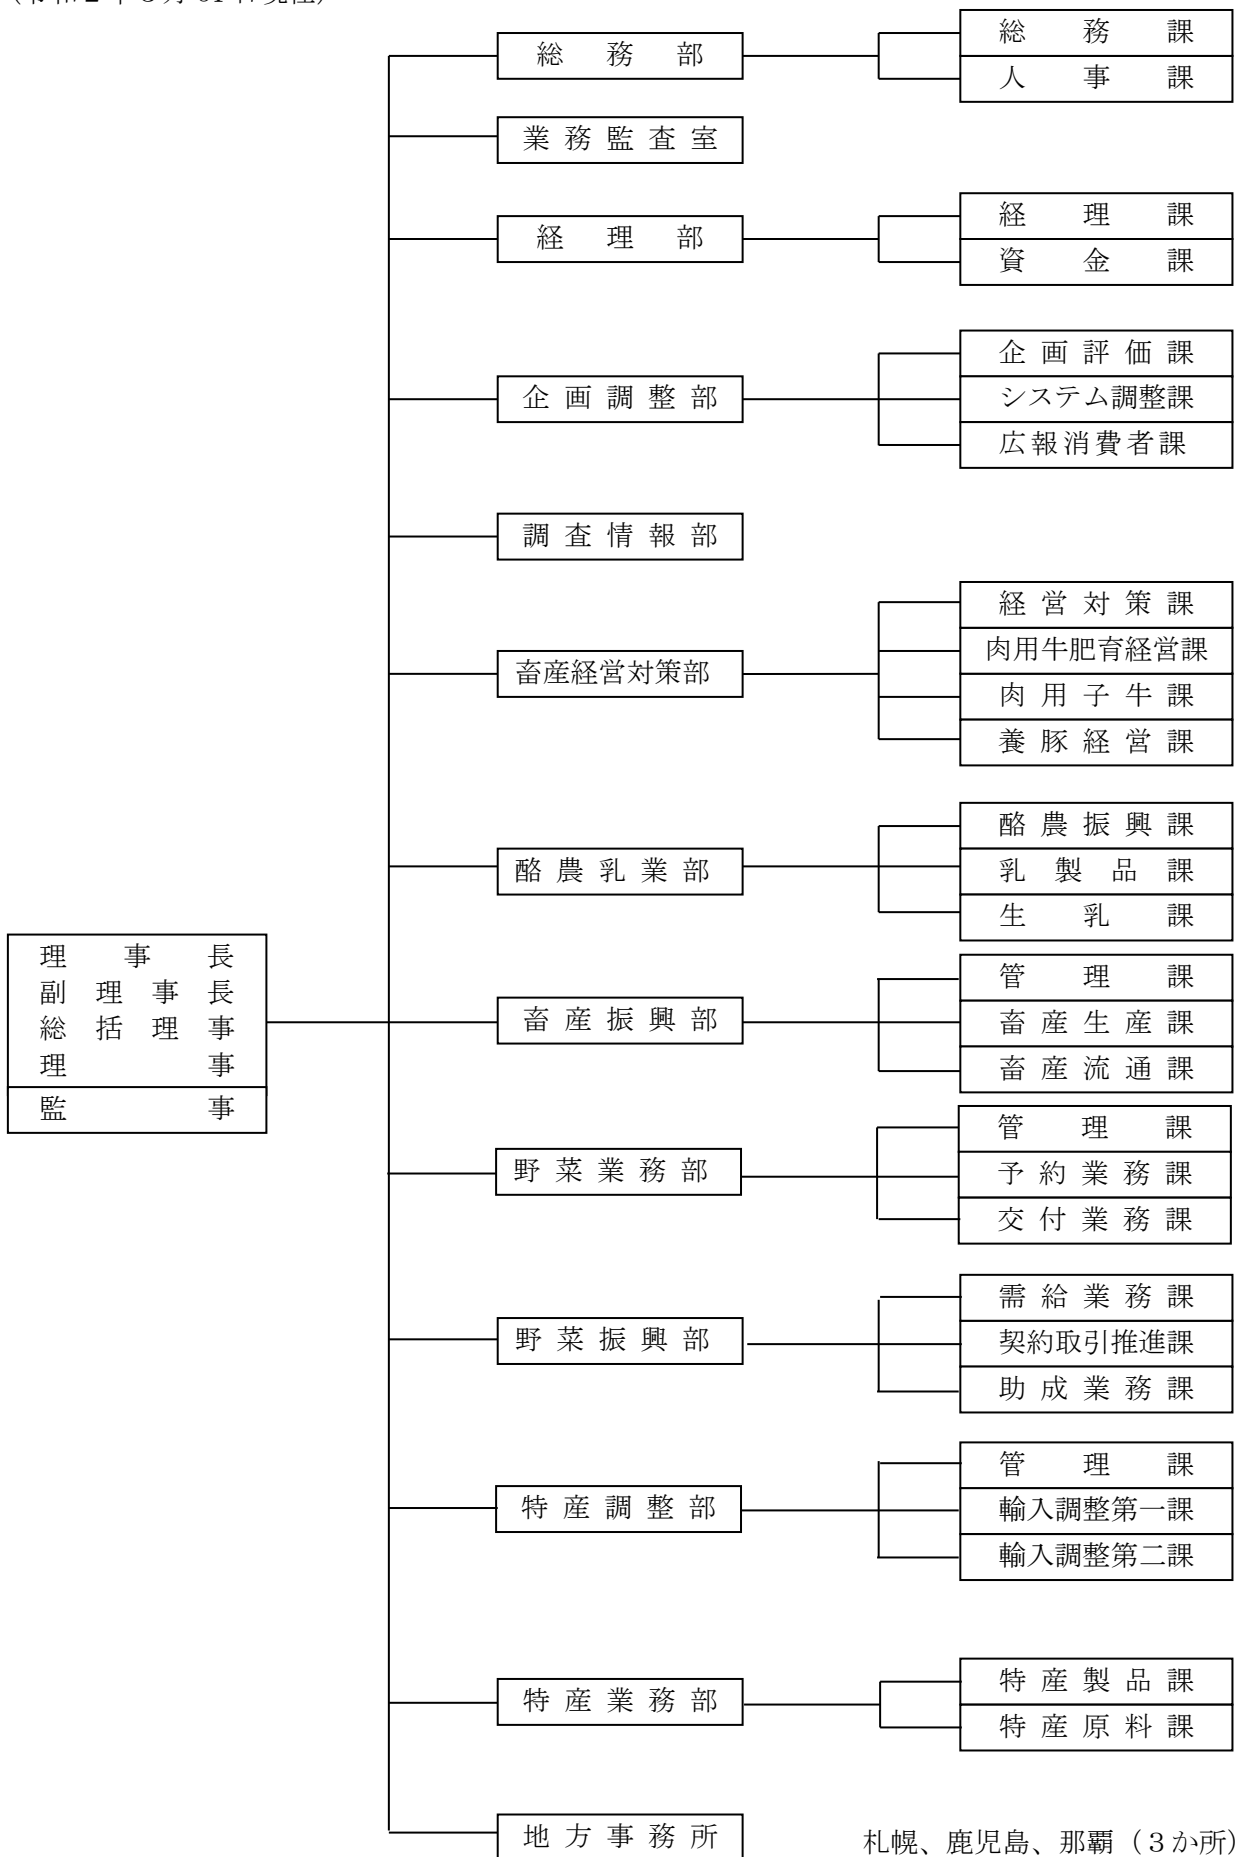 総務部
総務課
人事課
業務監査室
経理部
経理課
資金課
企画調整部
企画評価課
システム調整課
広報消費者課
調査情報部
畜産経営対策部
経営対策課
肉用牛肥育経営課
肉用子牛課
養豚経営課
酪農乳業部
酪農振興課
乳製品課
生乳課
理事長
副理事長
総括理事
理事
監事
畜産振興部
管理課
畜産生産課
畜産流通課
野菜業務部
管理課
予約業務課
交付業務課
野菜振興部
需給業務課
契約取引推進課
助成業務課
特産調整部
管理課
輸入調整第一課
輸入調整第二課
特産業務部
特産製品課
特産原料課
地方事務所
札幌、鹿児島、那覇（３か所）